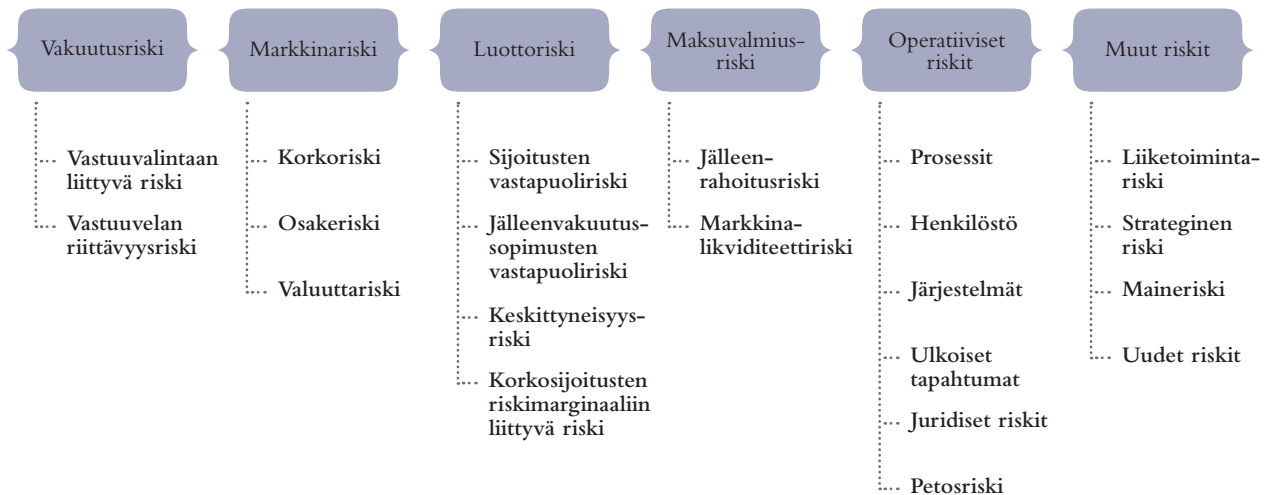 Vakuutusriski
Vastuuvalintaan
liittyvä riski
Vastuuvelan
riittävyysriski
Markkinariski
Korkoriski
Osakeriski
Valuuttariski
Luottoriski
Sijoitusten
vastapuoliriski
Jälleenvakuutus-
sopimusten
vastapuoliriski
Keskittyneisyys-
riski
Korkosijoitusten
riskimarginaaliin
liittyvä riski
Maksuvalmius-
riski
Jälleen-
rahoitusriski
Markkina-
likviditeettiriski
Operatiiviset
riskit
Prosessit
Henkilöstö
Järjestelmät
Ulkoiset
tapahtumat
Juridiset riskit
Petosriski
Muut riskit
Liiketoiminta-
riski
Strateginen
riski
Maineriski
Uudet riskit